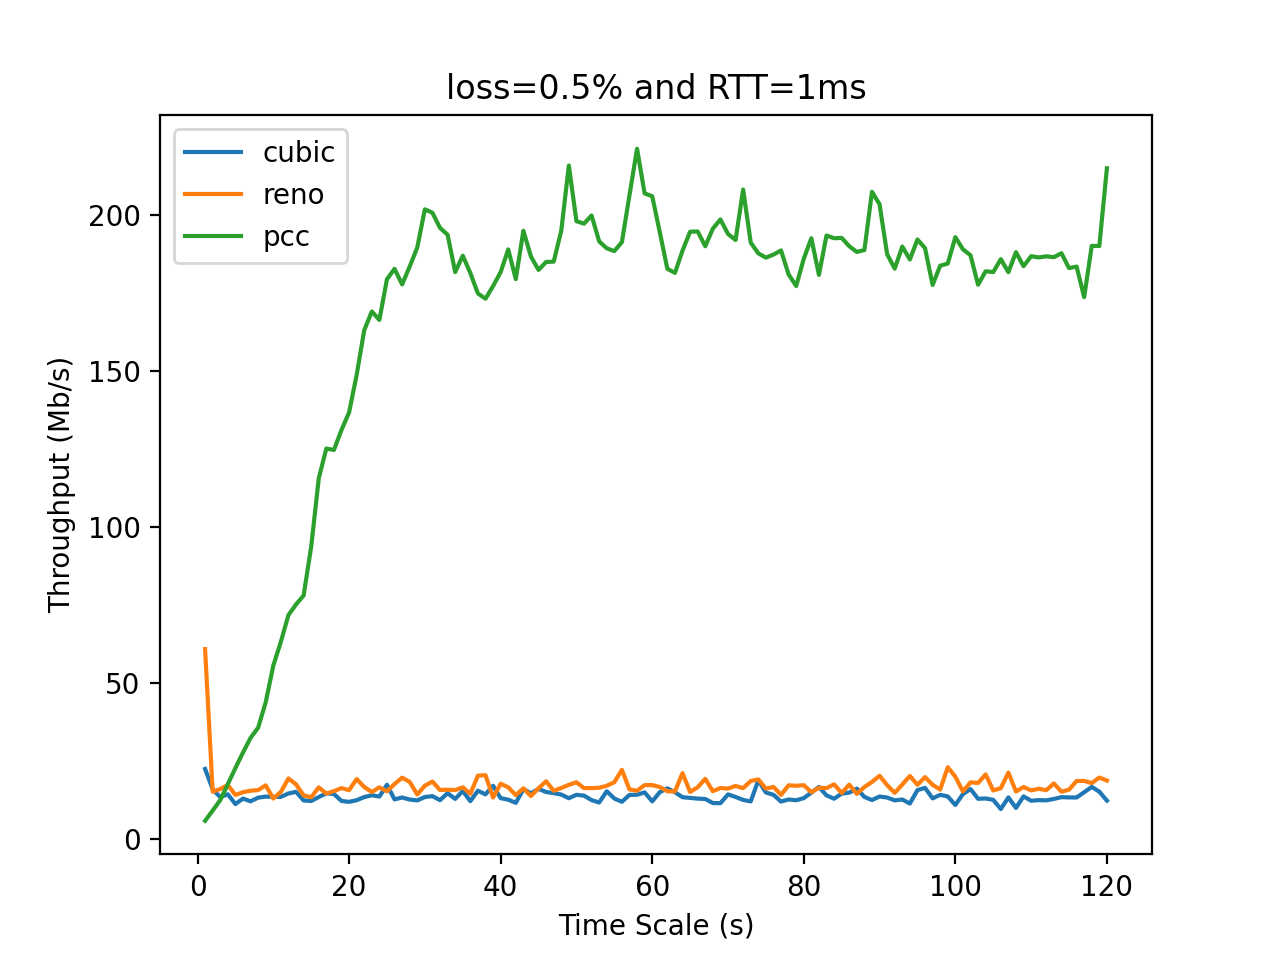 loss=0.5% and RTT=1ms
cubic
reno
pcc
Throughput (Mb/s)
200
150
100
50
0
0 20 40 60 80 100 120
Time Scale (s)